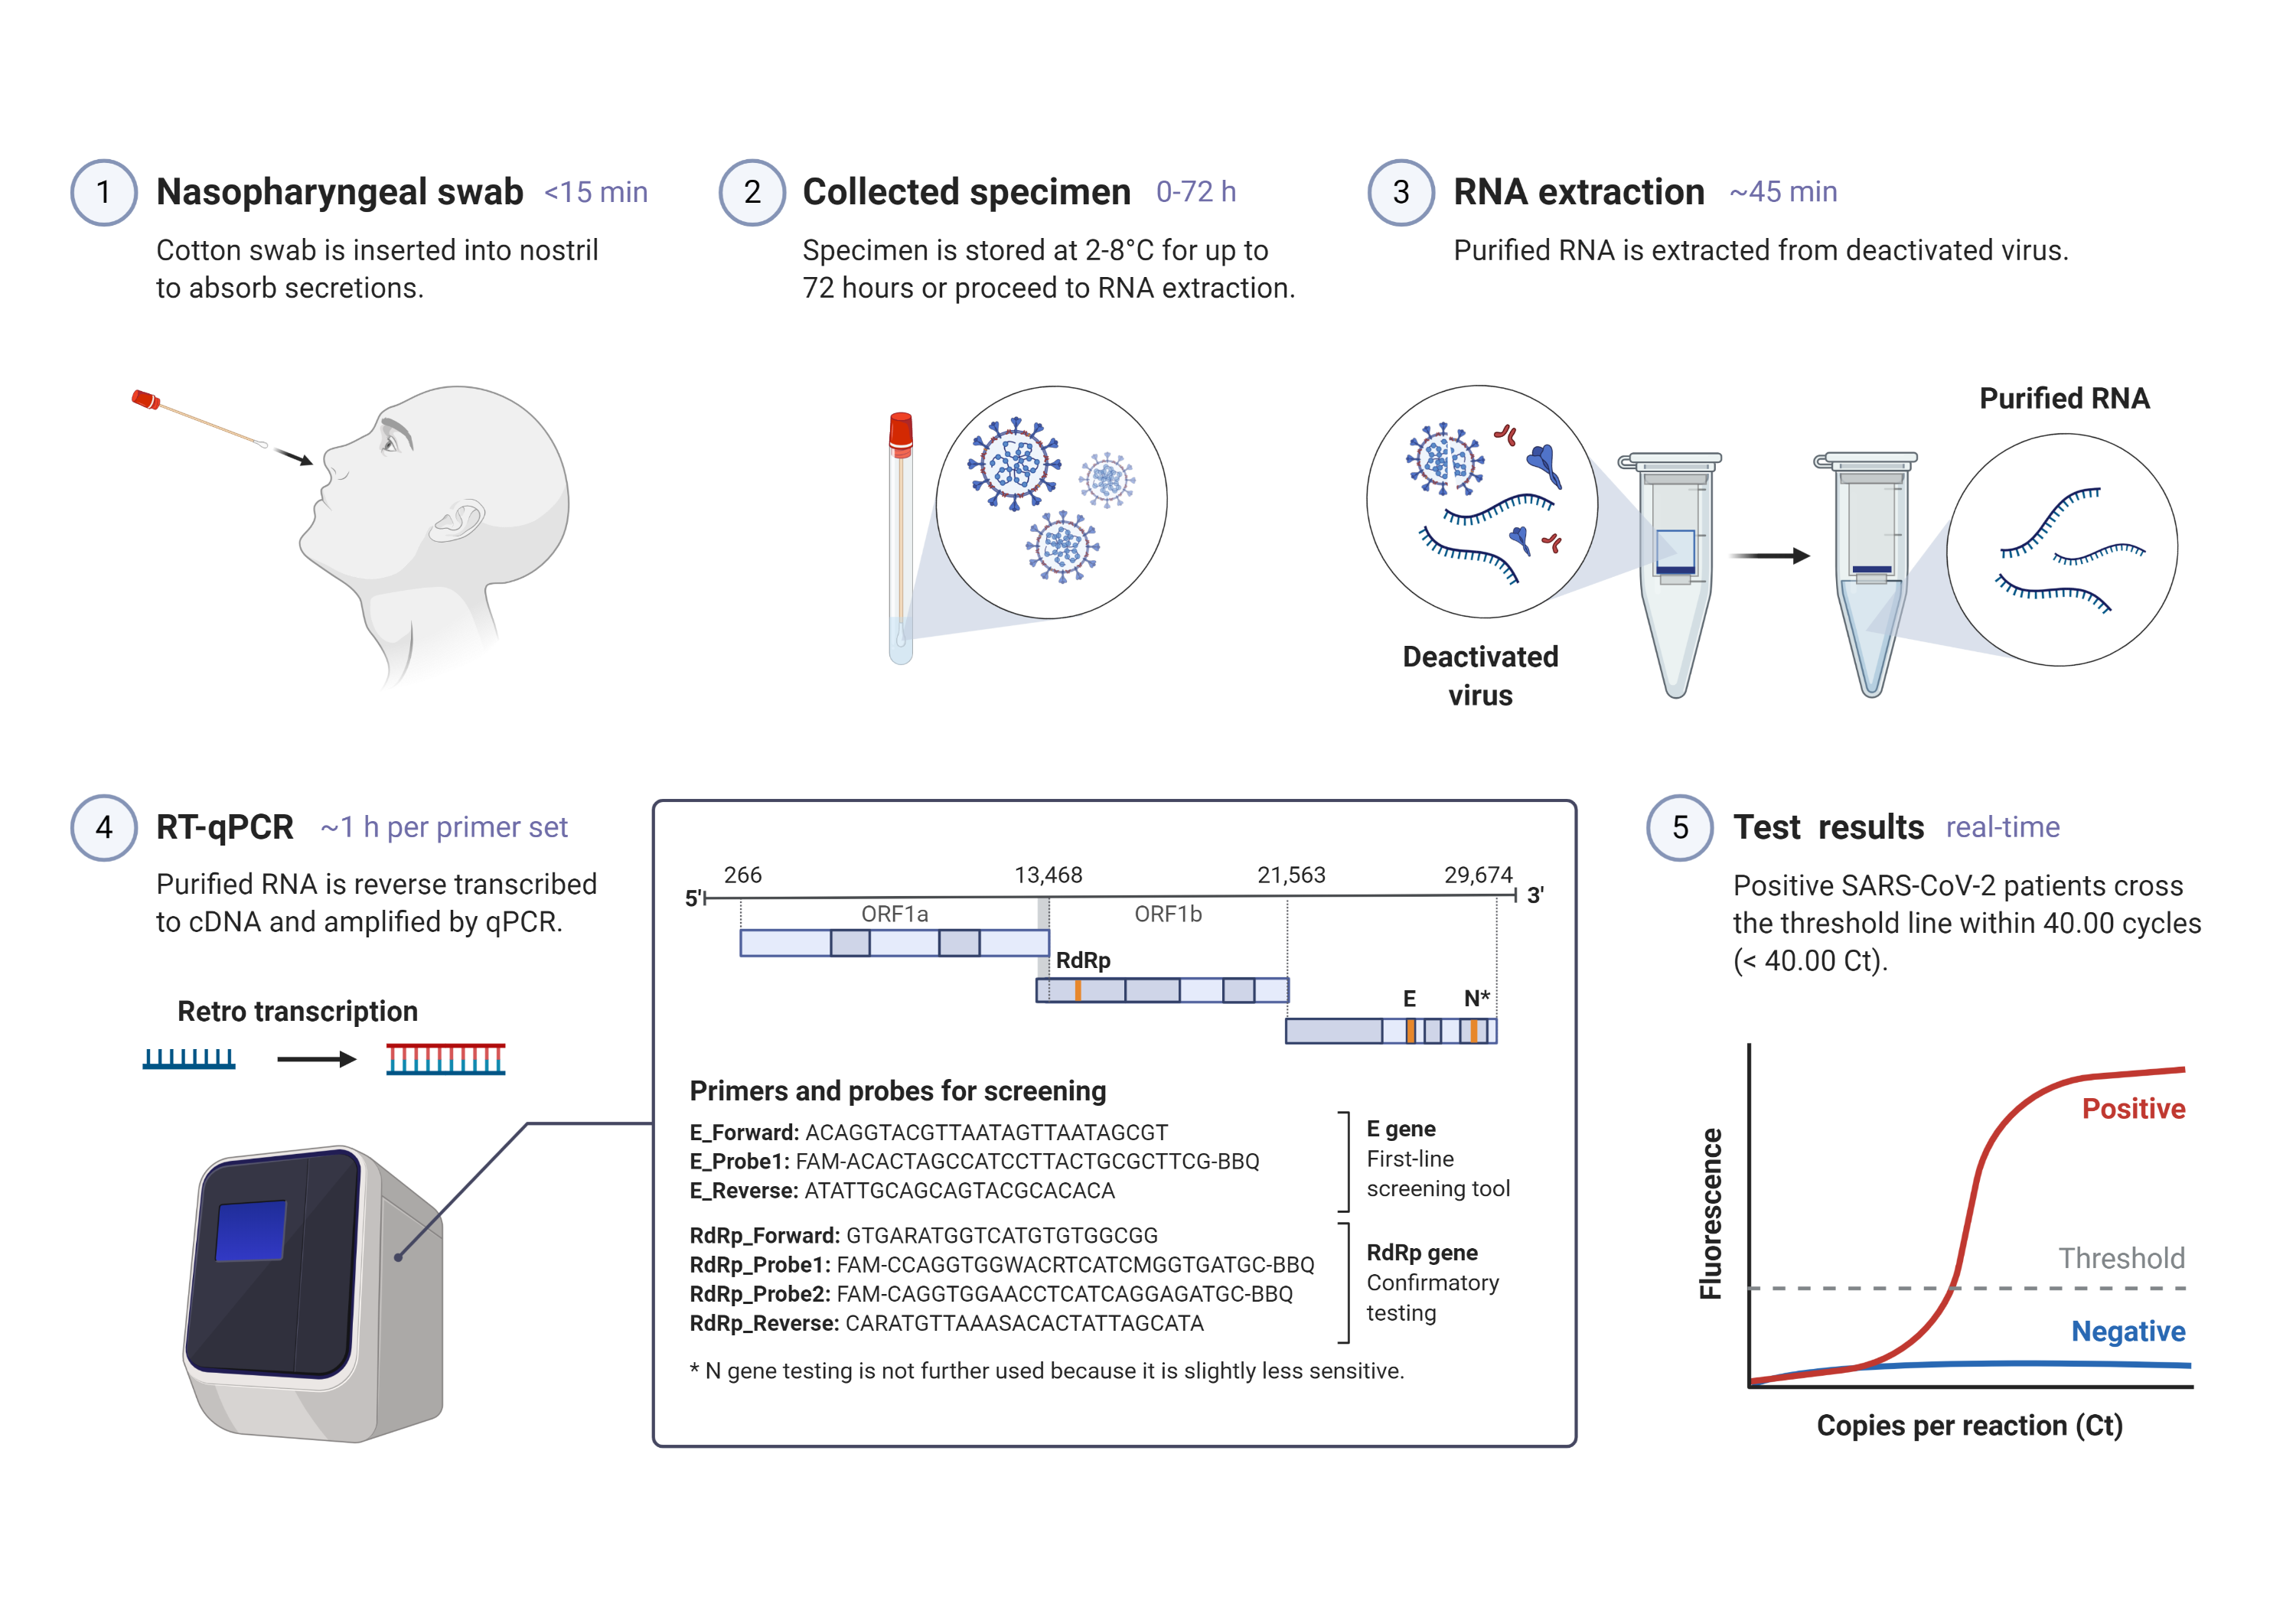 1 Nasopharyngeal swab <15 min
Cotton swab is inserted into nostril
to absorb secretions.
2 Collected specimen 0-72 h
Specimen is stored at 2-8°C for up to
72 hours or proceed to RNA extraction.
3 RNA extraction ~45 min
Purified RNA is extracted from deactivated virus.
Deactivated
virus
Purified RNA
4 RT-qPCR ~1 h per primer set
Purified RNA is reverse transcribed
to cDNA and amplified by qPCR.
Retro transcription
266 13,468 21,563 29,674
5' 3'
ORF1a ORF1b
RdRp
E N*
Primers and probes for screening
E_Forward: ACAGGTACGTTAATAGTTAATAGCGT
E_Probe1: FAM-ACACTAGCCATCCTTACTGCGCTTCG-BBQ
E_Reverse: ATATTGCAGCAGTACGCACACA
E gene
First-line
screening tool
RdRp_Forward: GTGARATGGTCATGTGTGGCGG
RdRp_Probe1: FAM-CCAGGTGGWACRTCATCMGGTGATGC-BBQ
RdRp_Probe2: FAM-CAGGTGGAACCTCATCAGGAGATGC-BBQ
RdRp_Reverse: CARATGTTAAASACACTATTAGCATA
RdRp gene
Confirmatory
testing
* N gene testing is not further used because it is slightly less sensitive.
5 Test results real-time
Positive SARS-CoV-2 patients cross
the threshold line within 40.00 cycles
(< 40.00 Ct).
Fluorescence
Positive
Threshold
Negative
Copies per reaction (Ct)